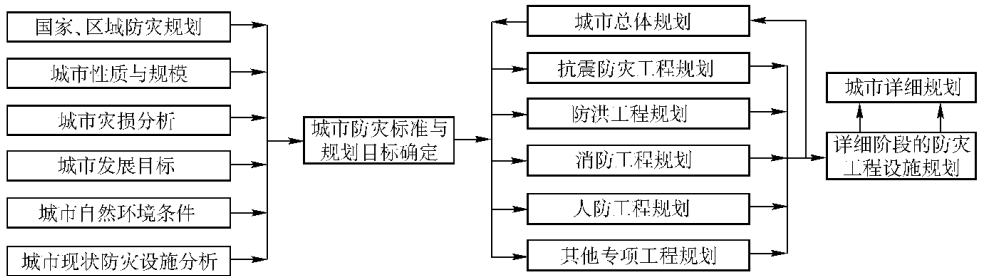 国家、区域防灾规划
城市性质与规模
城市灾损分析
城市发展目标
城市自然环境条件
城市现状防灾设施分析
城市防灾标准与
规划目标确定
城市总体规划
抗震防灾工程规划
防洪工程规划
消防工程规划
人防工程规划
其他专项工程规划
城市详细规划
详细阶段的防灾
工程设施规划